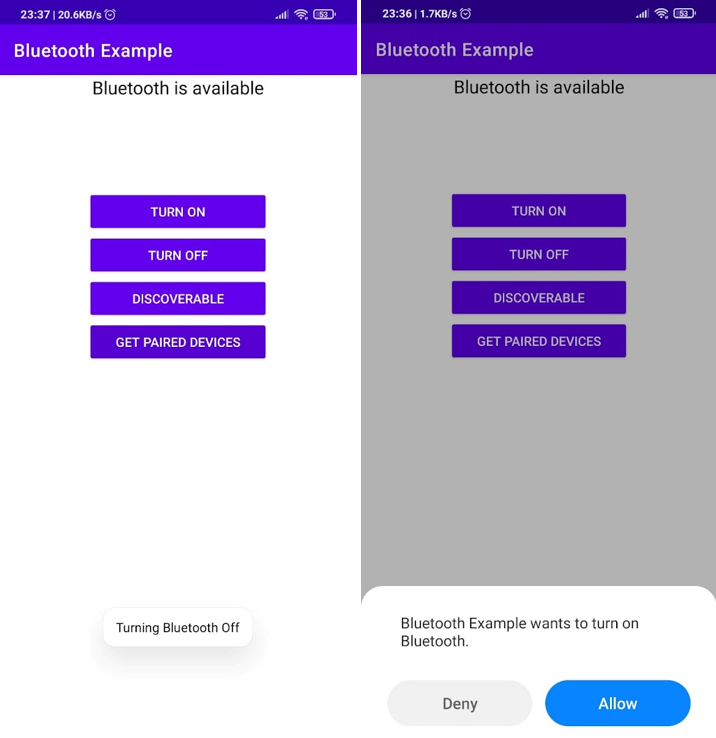 23:37 | 20.6KB/s
53
Bluetooth Example
Bluetooth is available
TURN ON
TURN OFF
DISCOVERABLE
GET PAIRED DEVICES
Turning Bluetooth Off
23:36 | 1.7KB/s
53
Bluetooth Example
Bluetooth is available
TURN ON
TURN OFF
DISCOVERABLE
GET PAIRED DEVICES
Bluetooth Example wants to turn on
Bluetooth.
Deny
Allow